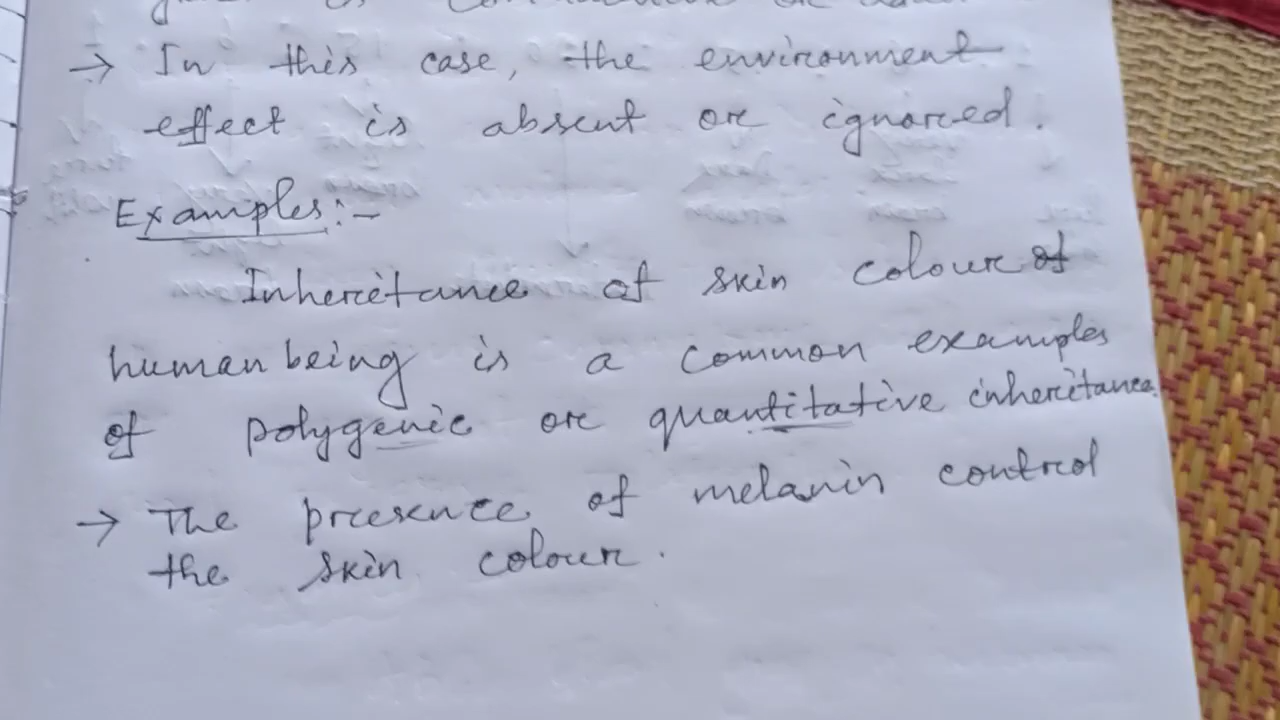 → In this case, the environment
effect is absent or ignored.
Examples:-
Inheritance of skin colour of
human being is a common examples
of polygenic or quantitative inheritance.
→ The presence of melanin control
the skin colour.